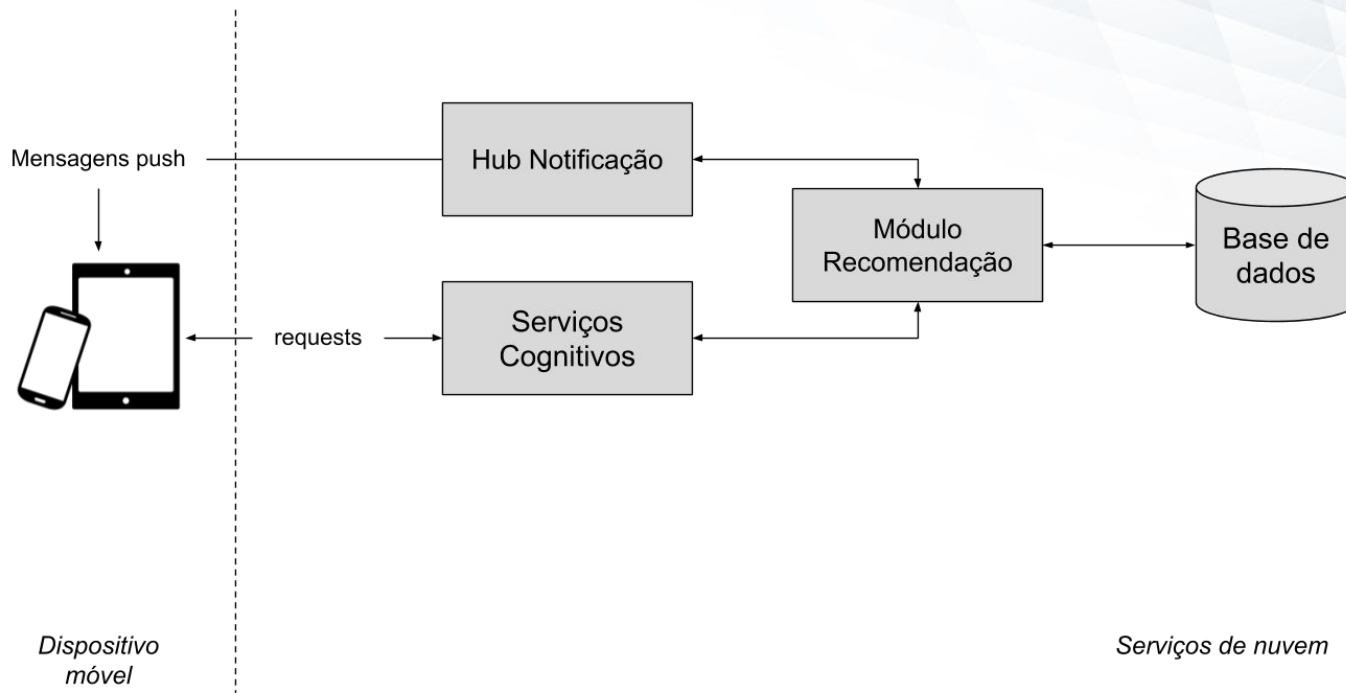 Mensagens push
Hub Notificação
Módulo
Recomendação
Base de
dados
requests
Serviços
Cognitivos
Dispositivo
móvel
Serviços de nuvem